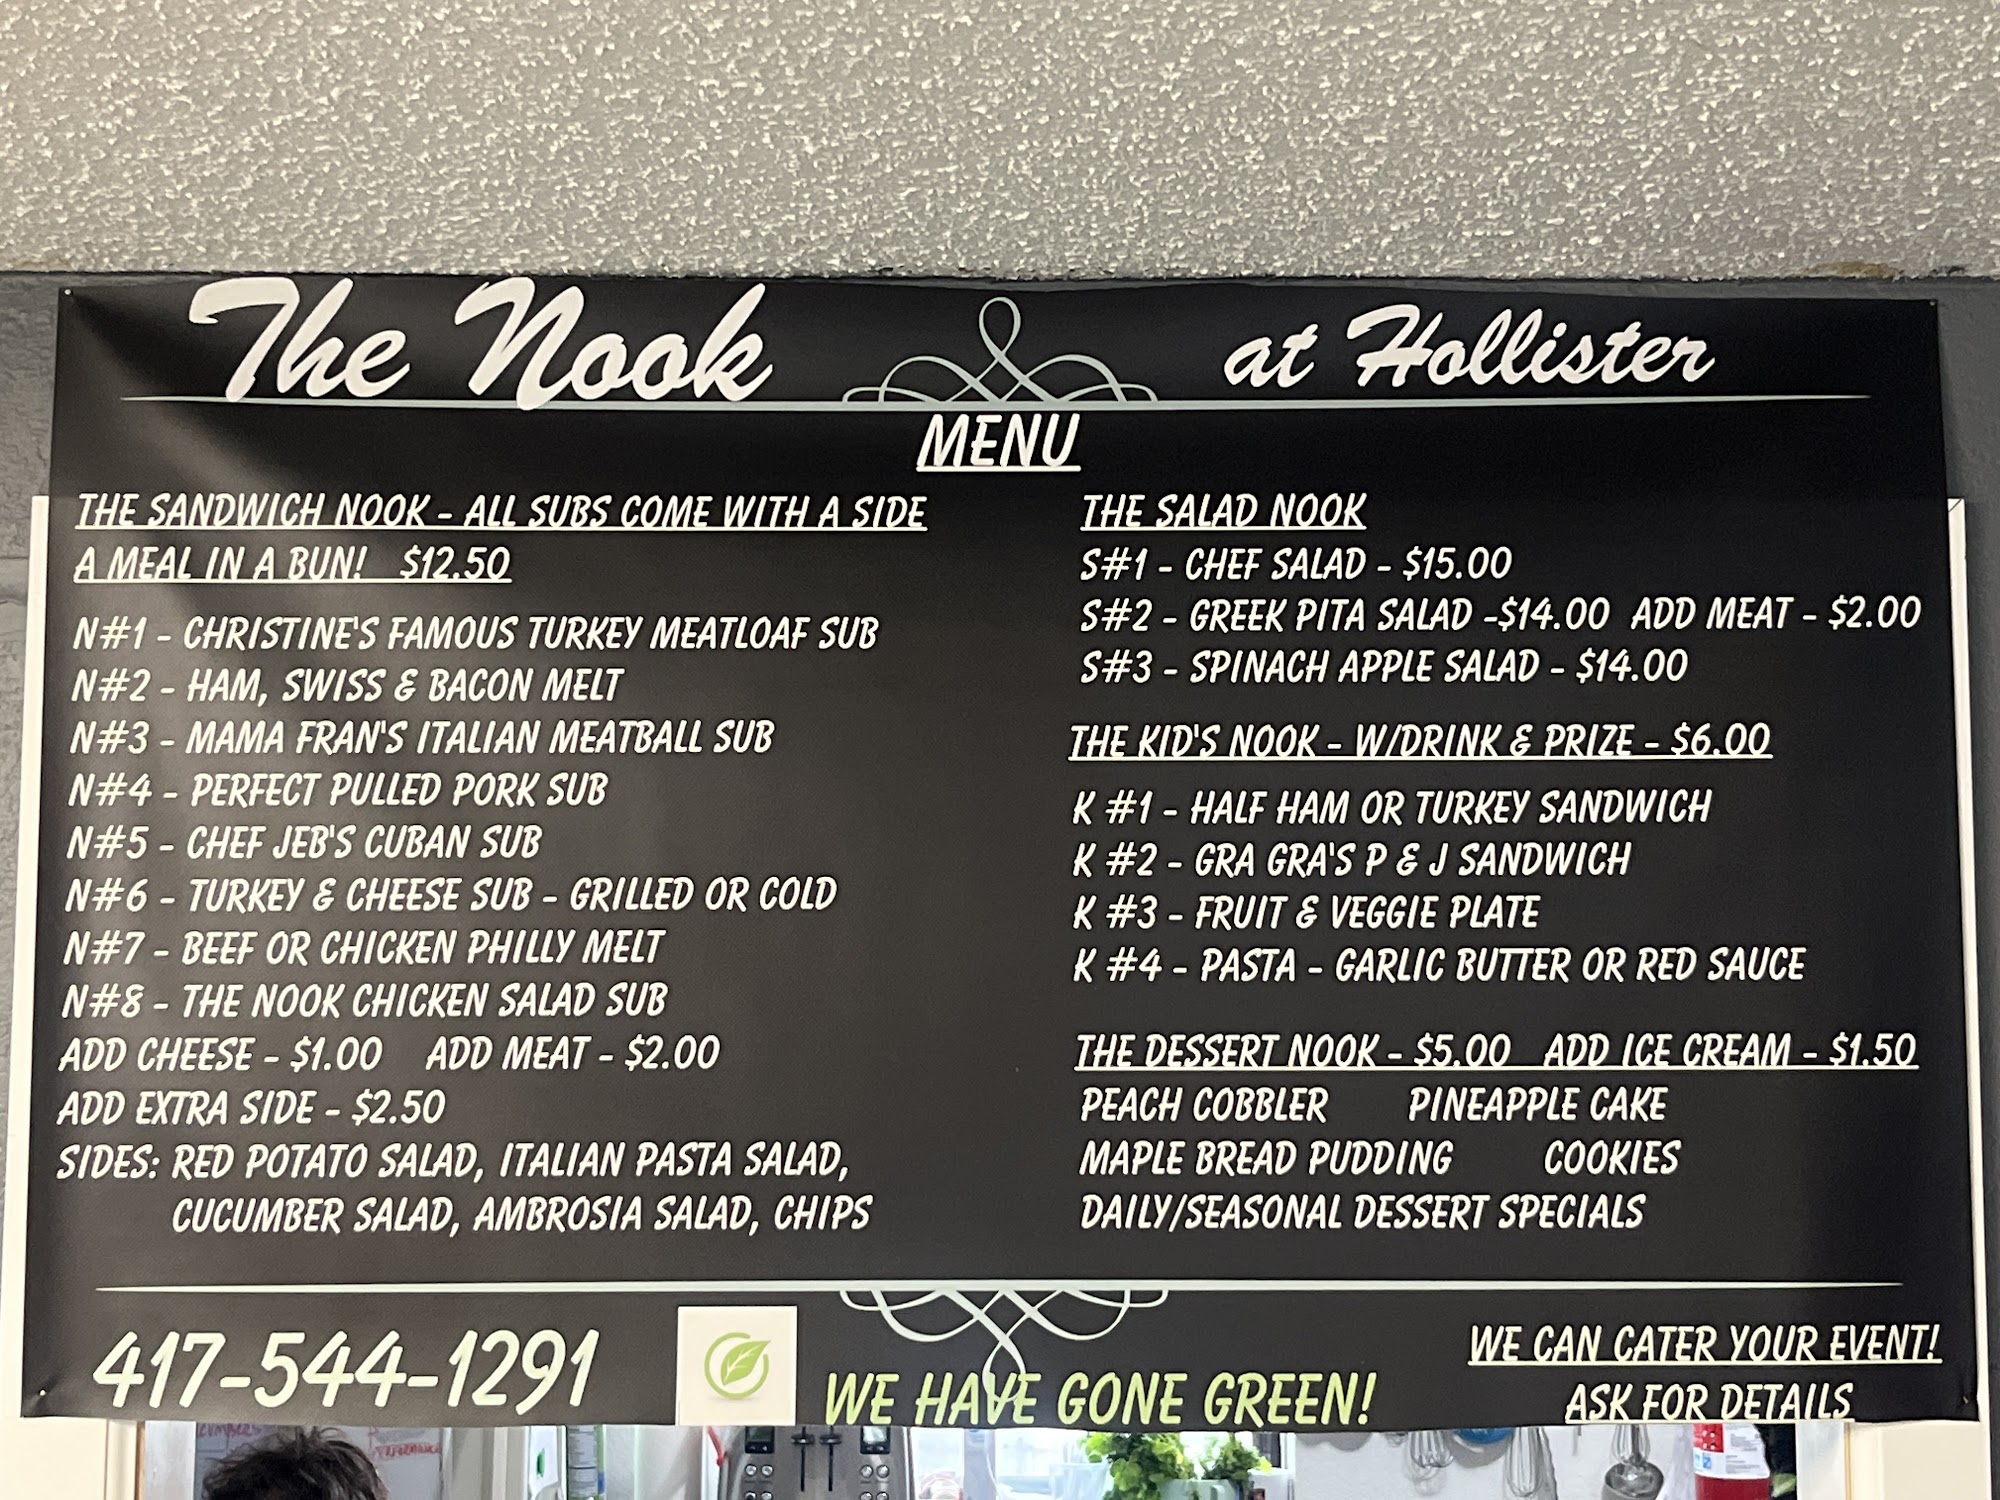 The Nook at Hollister
MENU
THE SANDWICH NOOK - ALL SUBS COME WITH A SIDE
A MEAL IN A BUN! $12.50
N#1 - CHRISTINE'S FAMOUS TURKEY MEATLOAF SUB
N#2 - HAM, SWISS & BACON MELT
N#3 - MAMA FRAN'S ITALIAN MEATBALL SUB
N#4 - PERFECT PULLED PORK SUB
N#5 - CHEF JEB'S CUBAN SUB
N#6 - TURKEY & CHEESE SUB - GRILLED OR COLD
N#7 - BEEF OR CHICKEN PHILLY MELT
N#8 - THE NOOK CHICKEN SALAD SUB
ADD CHEESE - $1.00 ADD MEAT - $2.00
ADD EXTRA SIDE - $2.50
SIDES: RED POTATO SALAD, ITALIAN PASTA SALAD,
CUCUMBER SALAD, AMBROSIA SALAD, CHIPS
THE SALAD NOOK
S#1 - CHEF SALAD - $15.00
S#2 - GREEK PITA SALAD -$14.00 ADD MEAT - $2.00
S#3 - SPINACH APPLE SALAD - $14.00
THE KID'S NOOK - W/DRINK & PRIZE - $6.00
K #1 - HALF HAM OR TURKEY SANDWICH
K #2 - GRA GRA'S P & J SANDWICH
K #3 - FRUIT & VEGGIE PLATE
K #4 - PASTA - GARLIC BUTTER OR RED SAUCE
THE DESSERT NOOK - $5.00 ADD ICE CREAM - $1.50
PEACH COBBLER PINEAPPLE CAKE
MAPLE BREAD PUDDING COOKIES
DAILY/SEASONAL DESSERT SPECIALS
417-544-1291
WE HAVE GONE GREEN!
WE CAN CATER YOUR EVENT!
ASK FOR DETAILS